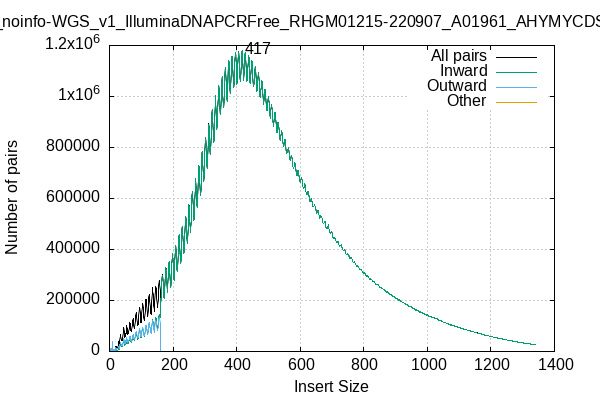 _noinfo-WGS_v1_IlluminaDNAPCRFree_RHGM01215-220907_A01961_AHYMYCDS
417
All pairs
Inward
Outward
Other
1.2x10^6
1x10^6
800000
600000
400000
200000
0
Number of pairs
0 200 400 600 800 1000 1200 1400
Insert Size